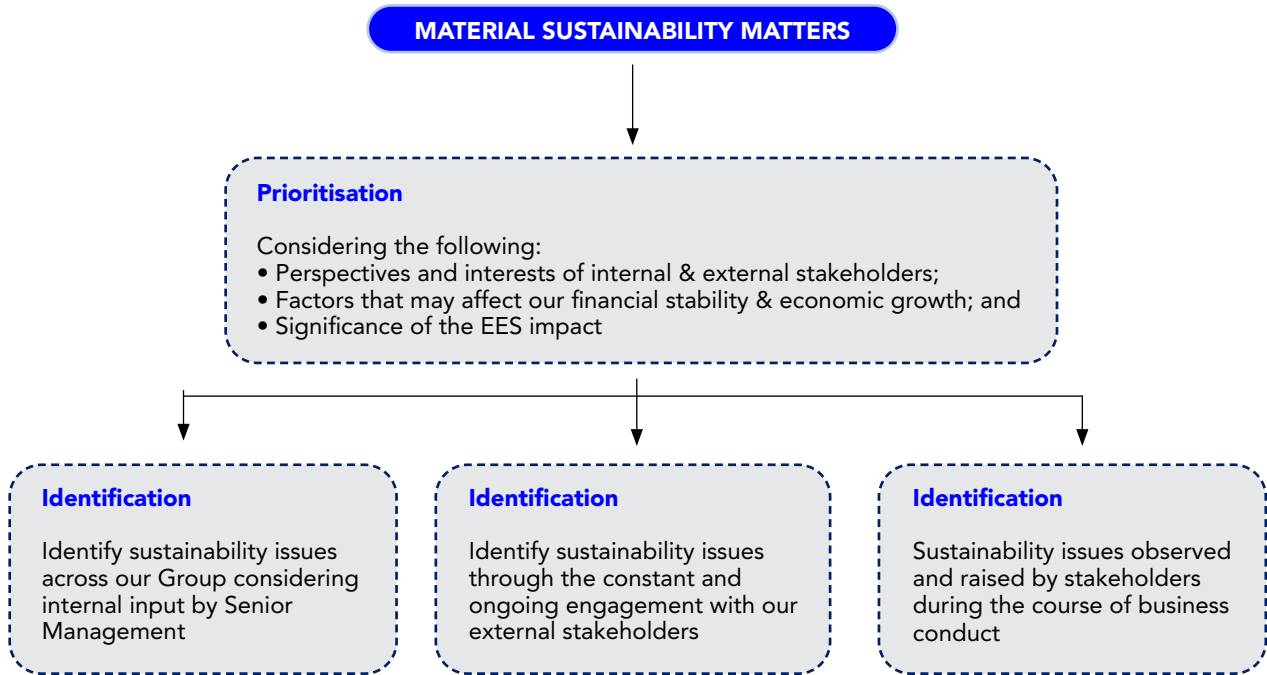 MATERIAL SUSTAINABILITY MATTERS
Prioritisation
Considering the following:
• Perspectives and interests of internal & external stakeholders;
• Factors that may affect our financial stability & economic growth; and
• Significance of the EES impact
Identification
Identify sustainability issues
across our Group considering
internal input by Senior
Management
Identification
Identify sustainability issues
through the constant and
ongoing engagement with our
external stakeholders
Identification
Sustainability issues observed
and raised by stakeholders
during the course of business
conduct